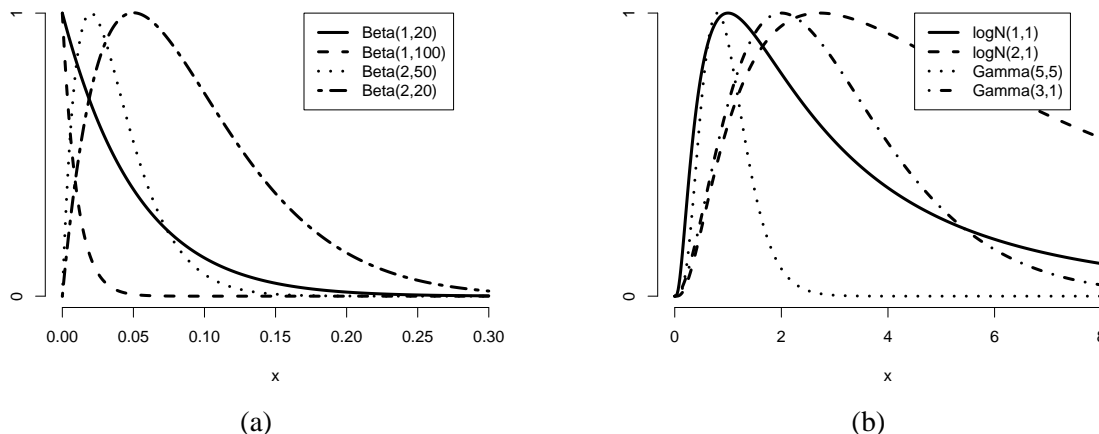 1
0
Beta(1,20)
Beta(1,100)
Beta(2,50)
Beta(2,20)
0.00 0.05 0.10 0.15 0.20 0.25 0.30
x
(a)
1
0
logN(1,1)
logN(2,1)
Gamma(5,5)
Gamma(3,1)
0 2 4 6 8
x
(b)